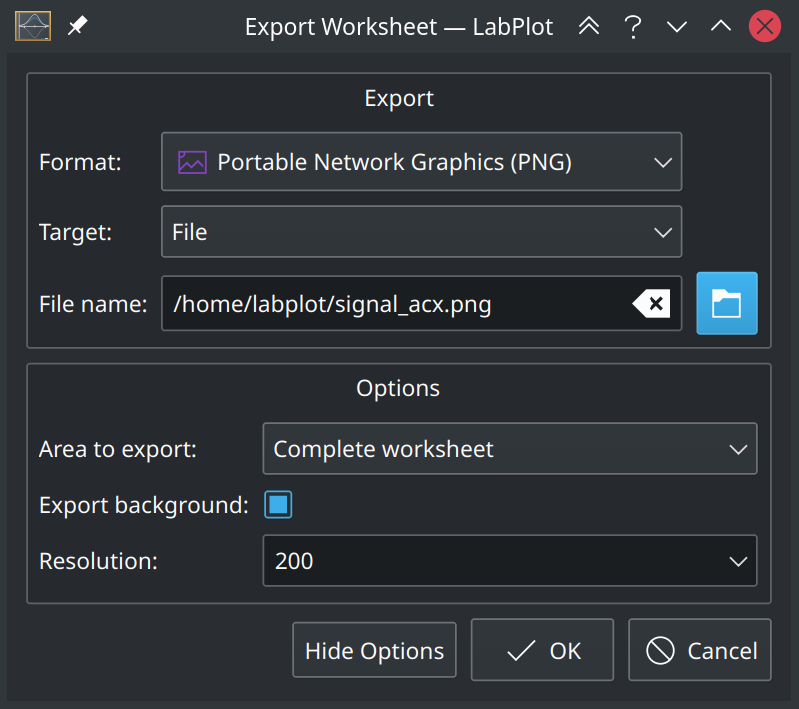 Export Worksheet — LabPlot
Export
Format: Portable Network Graphics (PNG)
Target: File
File name: /home/labplot/signal_acx.png
Options
Area to export: Complete worksheet
Export background:
Resolution: 200
Hide Options OK Cancel